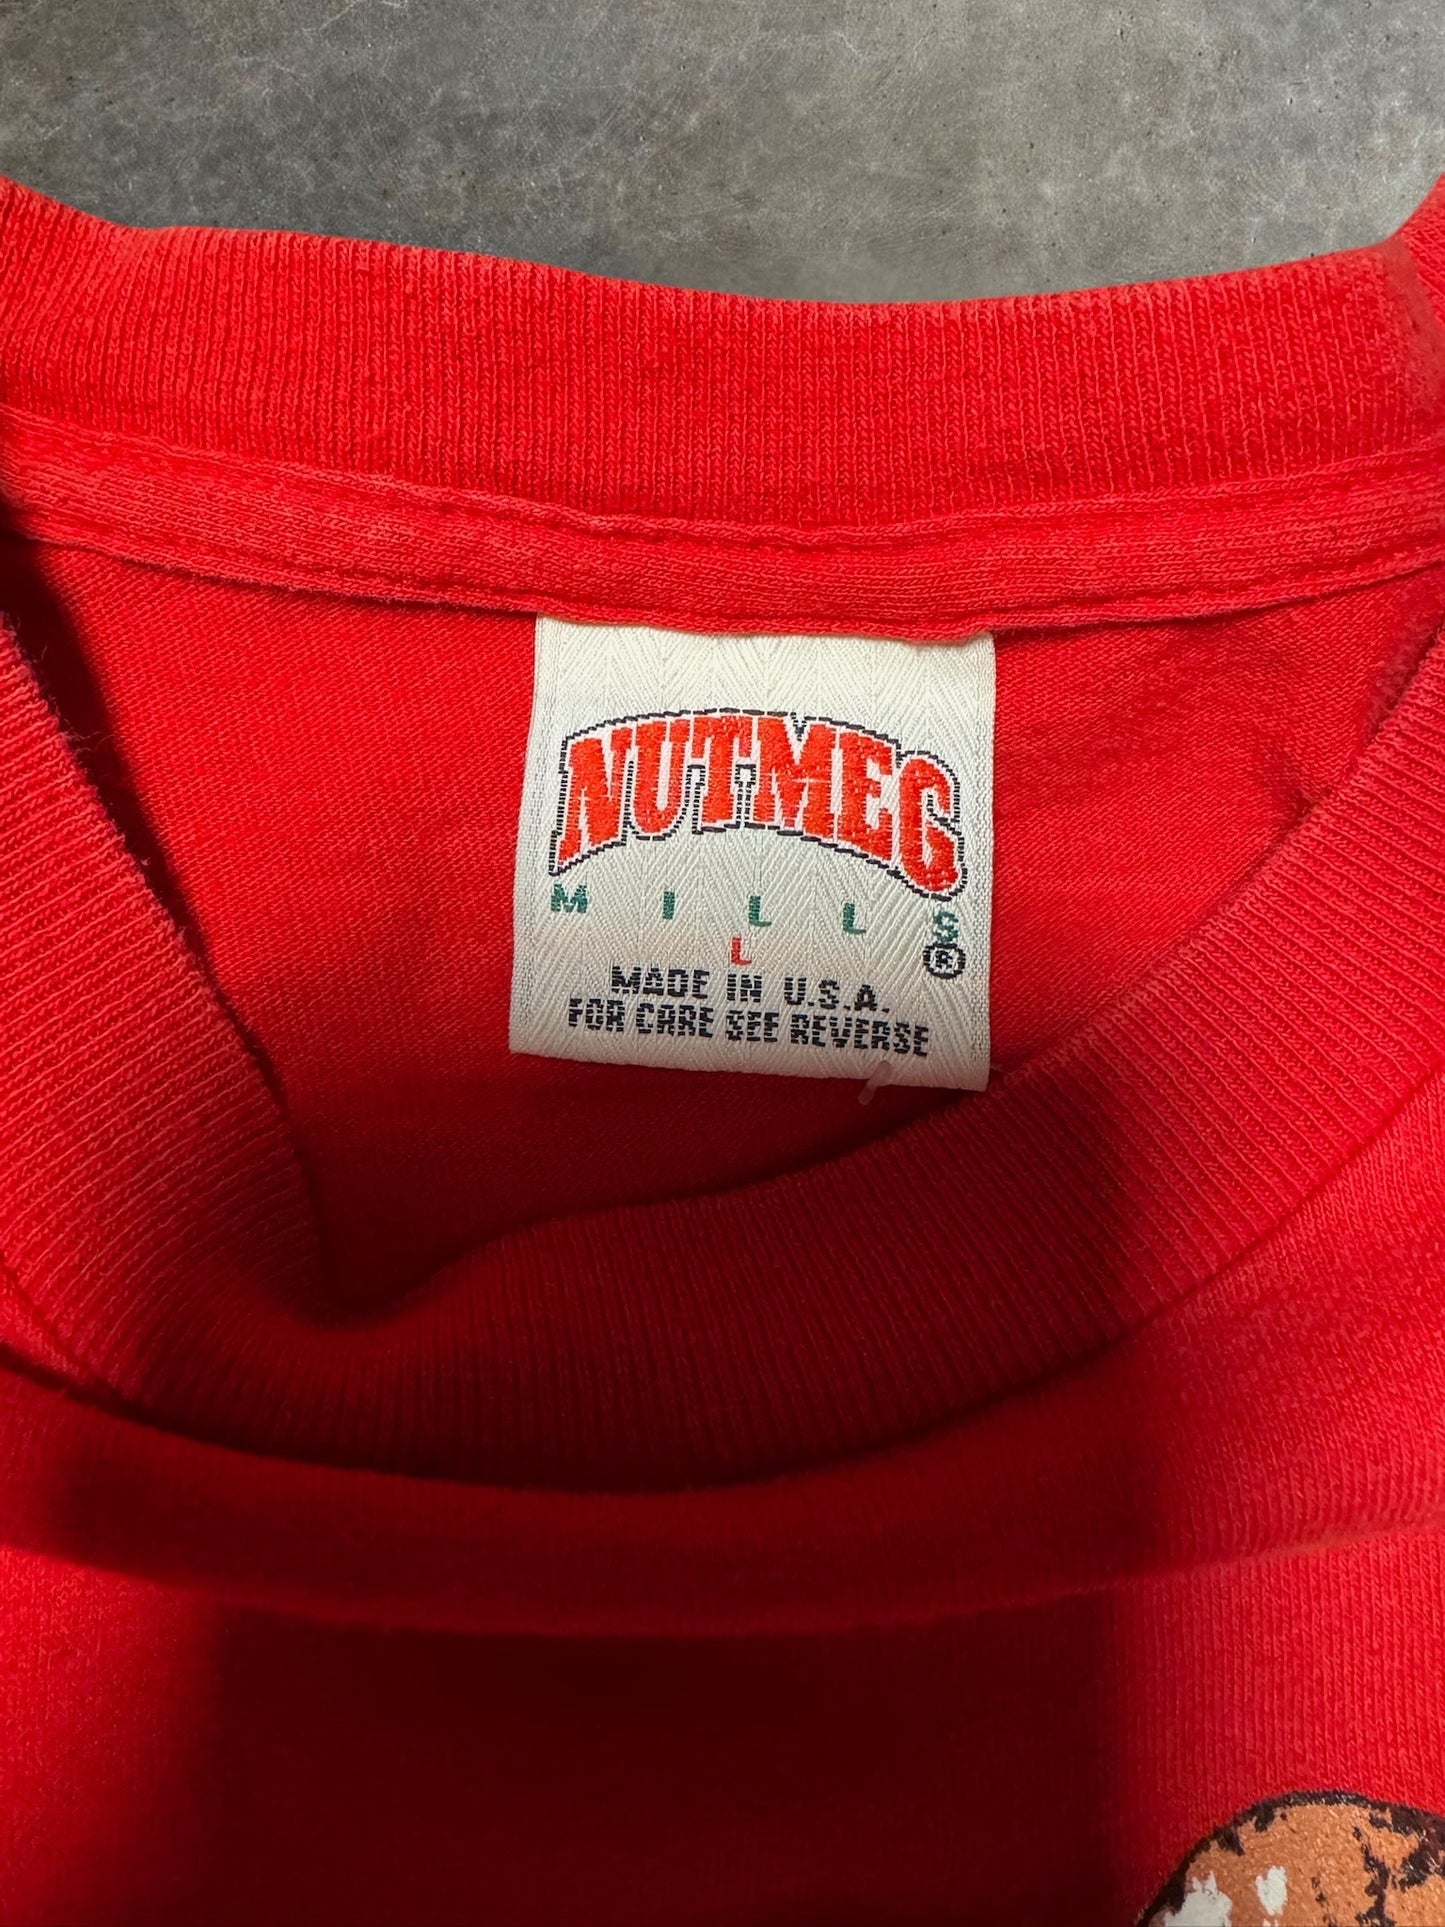 NUTMEG
MILLS
®
L
MADE IN U.S.A.
FOR CARE SEE REVERSE